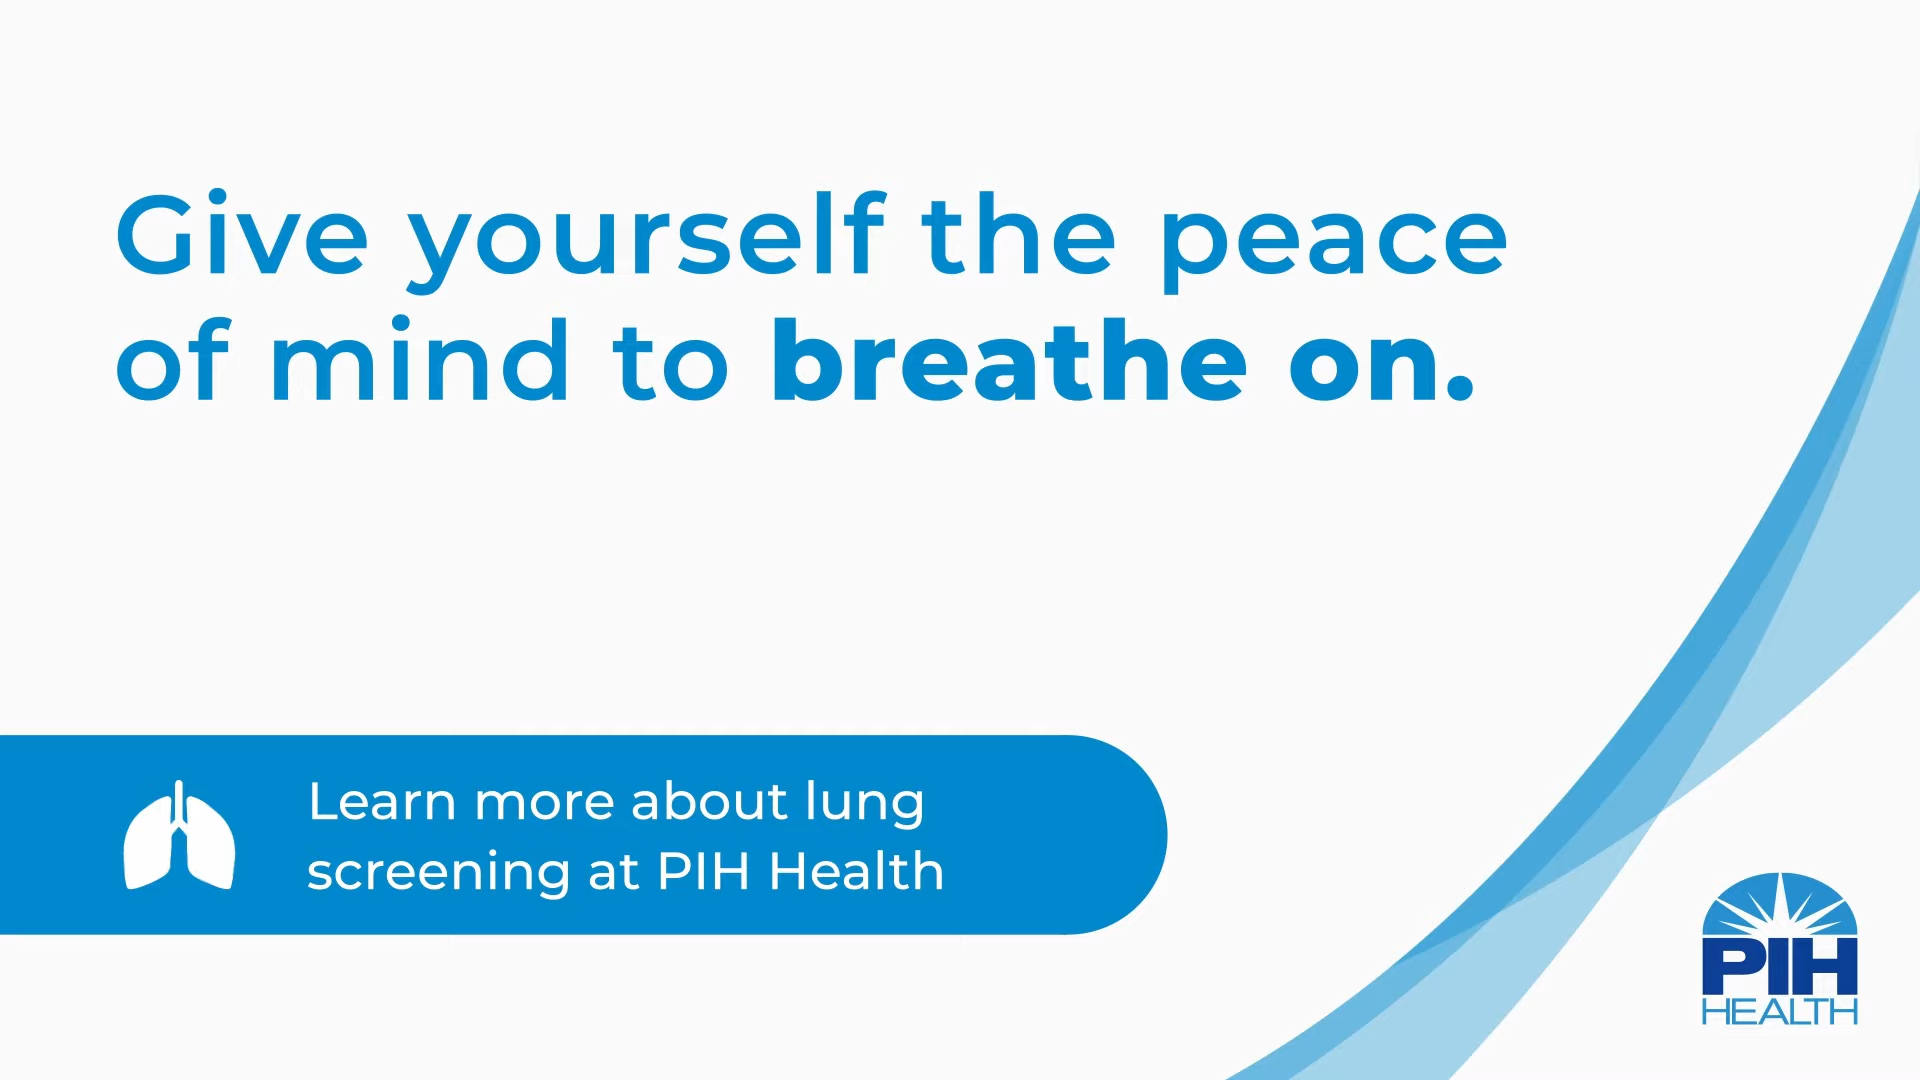 Give yourself the peace
of mind to breathe on.
Learn more about lung
screening at PIH Health
PIH
HEALTH